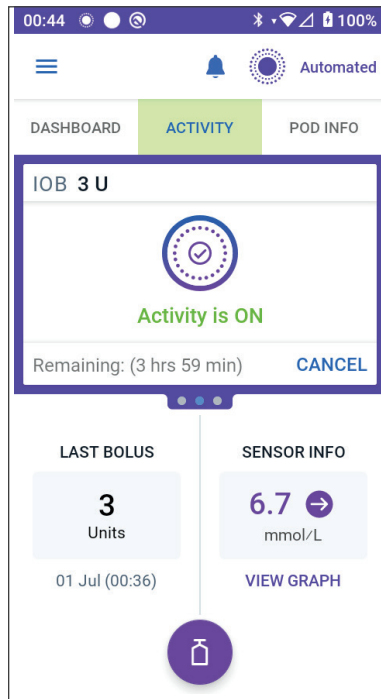 00:44 100%
Automated
DASHBOARD ACTIVITY POD INFO
IOB 3 U
Activity is ON
Remaining: (3 hrs 59 min) CANCEL
LAST BOLUS
3
Units
01 Jul (00:36)
SENSOR INFO
6.7
mmol/L
VIEW GRAPH